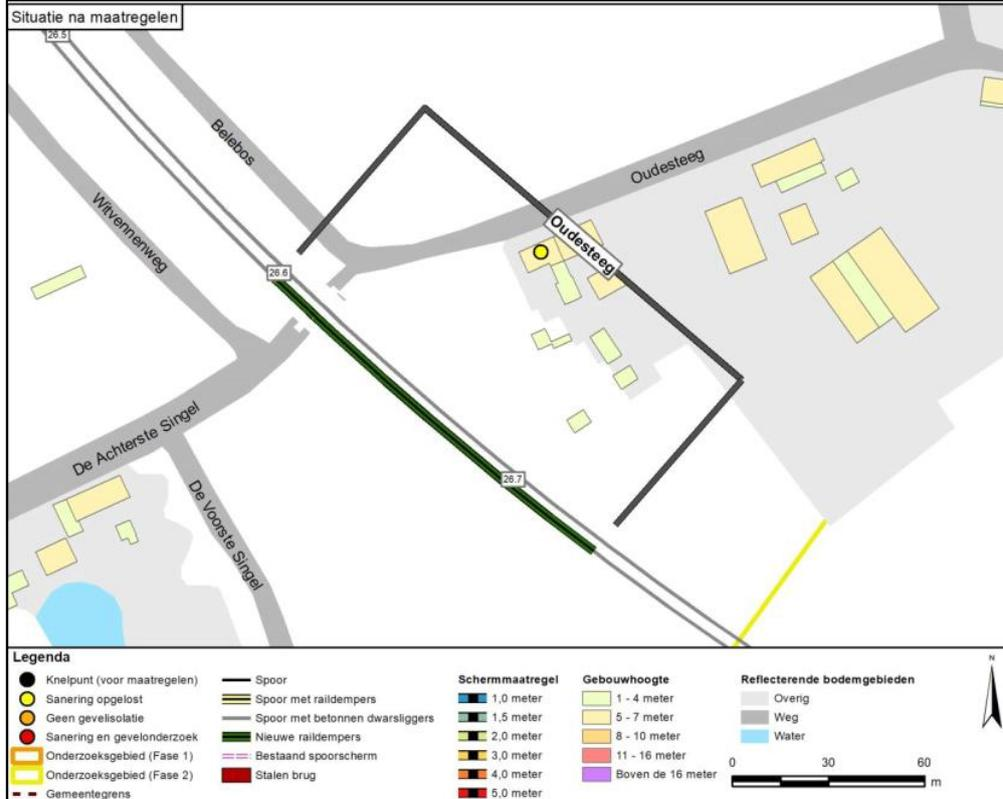 Situatie na maatregelen
26.5
Belebos
Oudesteeg
Witvennenweg
Oudesteeg
26.6
De Achterste Singel
26.7
De Voorste Singel
Legenda
Knelpunt (voor maatregelen)
Sanering opgelost
Geen gevelisolatie
Sanering en gevelonderzoek
Onderzoeksgebied (Fase 1)
Onderzoeksgebied (Fase 2)
Gemeentegrens
Spoor
Spoor met raildempers
Spoor met betonnen dwarsliggers
Nieuwe raildempers
Bestaand spoorscherm
Stalen brug
Schermmaatregel
1,0 meter
1,5 meter
2,0 meter
3,0 meter
4,0 meter
5,0 meter
Gebouwhoogte
1 - 4 meter
5 - 7 meter
8 - 10 meter
11 - 16 meter
Boven de 16 meter
Reflecterende bodemgebieden
Overig
Weg
Water
N
0 30 60
m